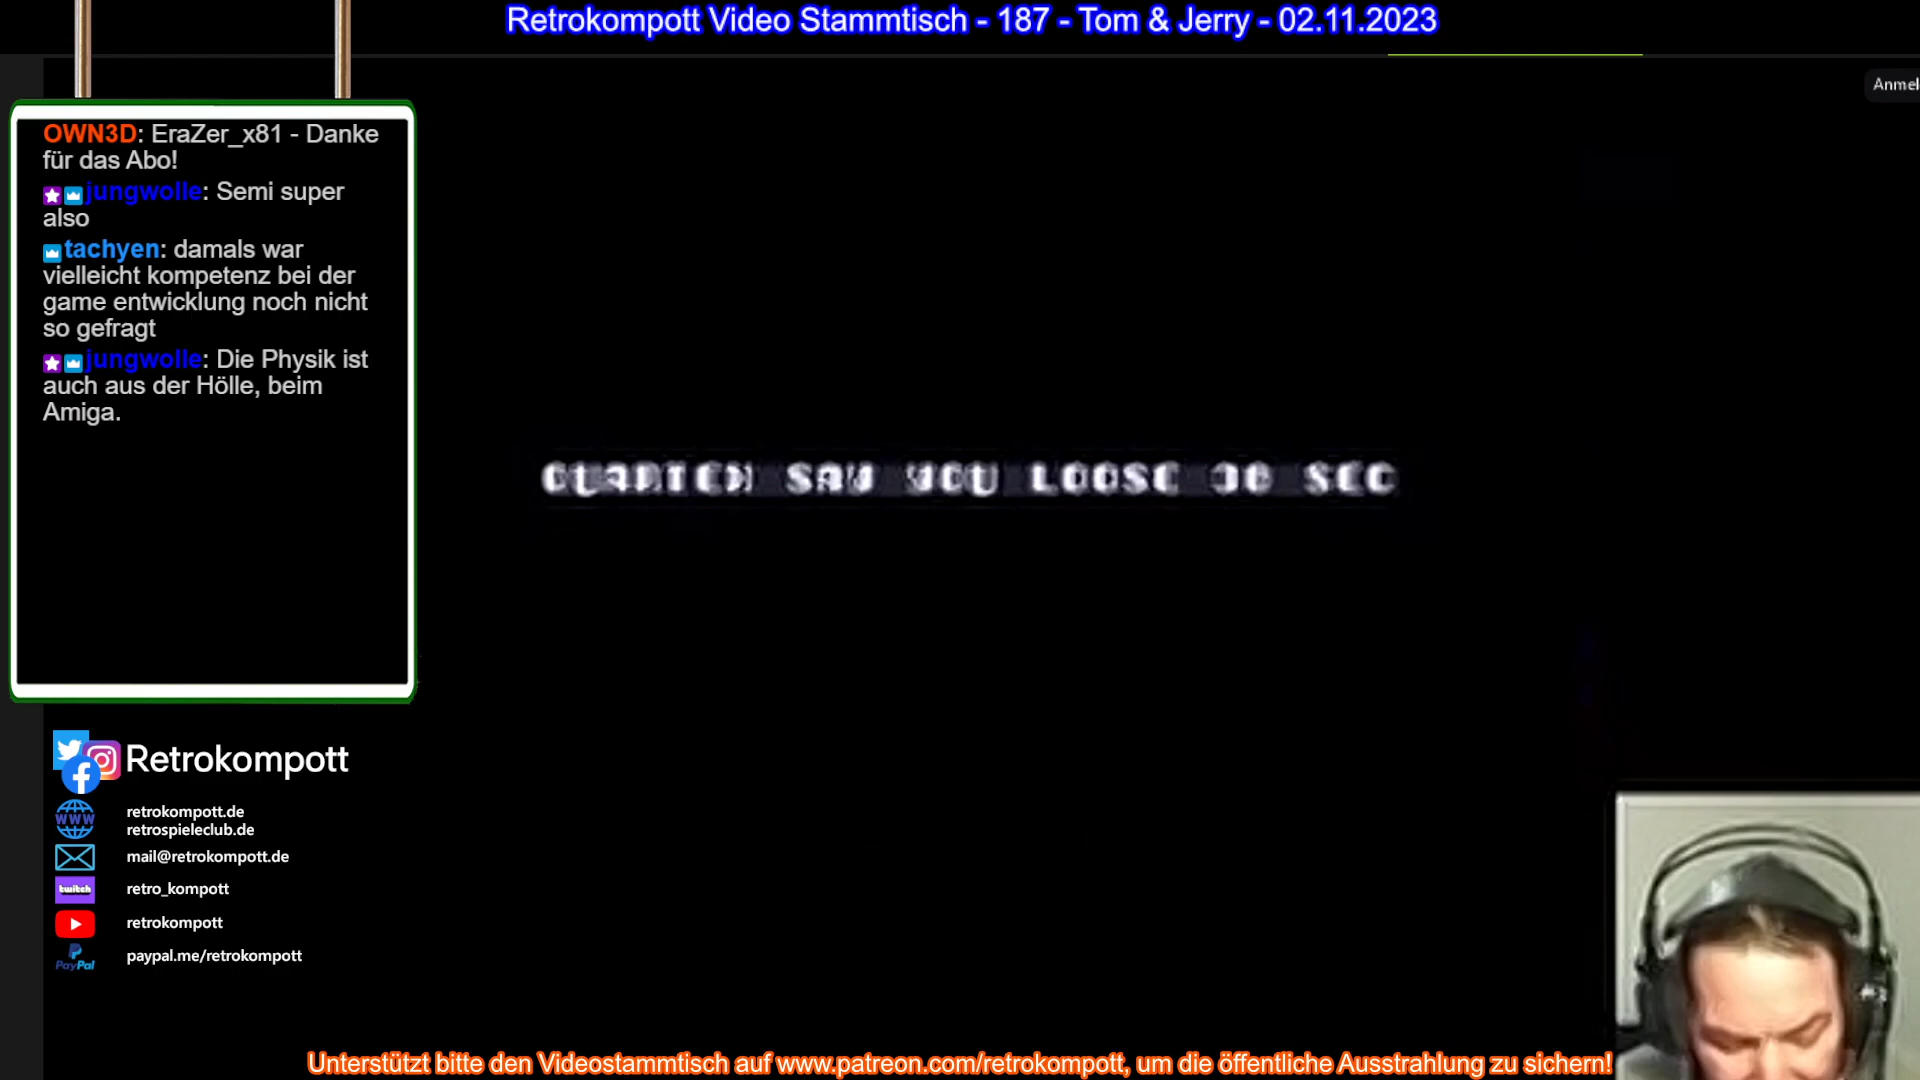 Retrokompott Video Stammtisch - 187 - Tom & Jerry - 02.11.2023
Anmel
OWN3D: EraZer_x81 - Danke
für das Abo!
jungwolle: Semi super
also
tachyen: damals war
vielleicht kompetenz bei der
game entwicklung noch nicht
so gefragt
jungwolle: Die Physik ist
auch aus der Hölle, beim
Amiga.
SAW YOU LOOSE 30 SEC
Retrokompott
www
retrokompott.de
retrospieleclub.de
mail@retrokompott.de
twitch
retro_kompott
retrokompott
PayPal
paypal.me/retrokompott
Unterstützt bitte den Videostammtisch auf www.patreon.com/retrokompott, um die öffentliche Ausstrahlung zu sichern!